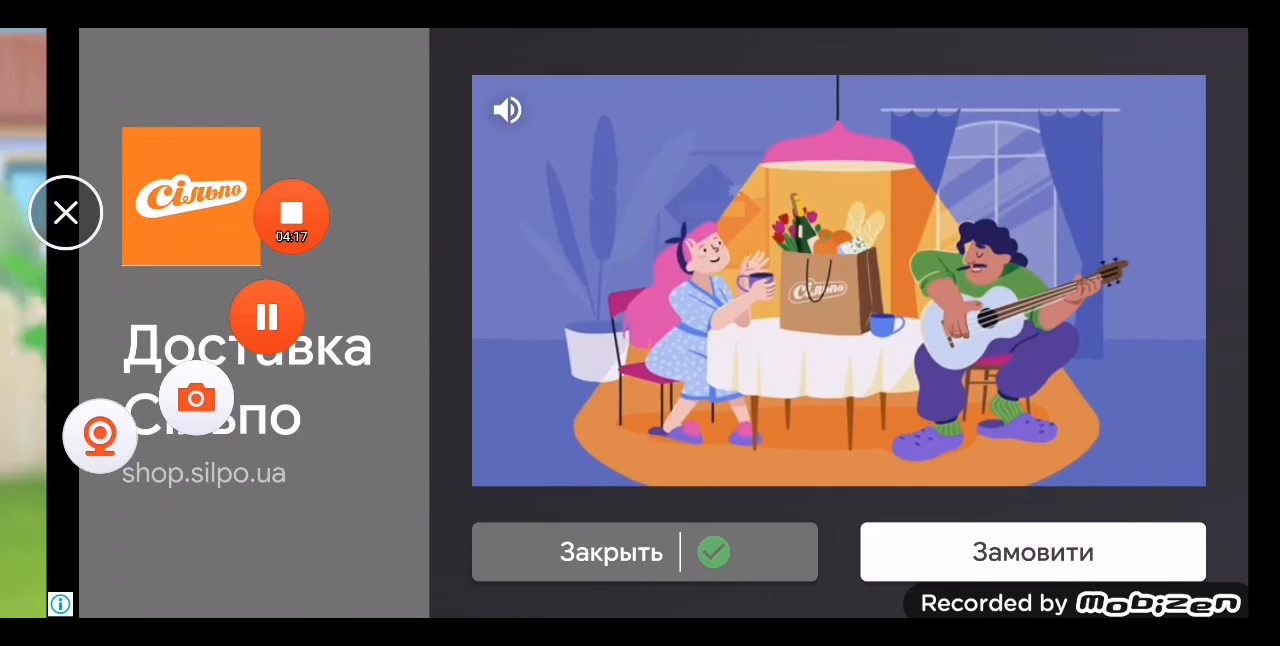 Сільпо
04:17
Доставка
Сільпо
shop.silpo.ua
Сільпо
Закрыть
Замовити
Recorded by mobizen